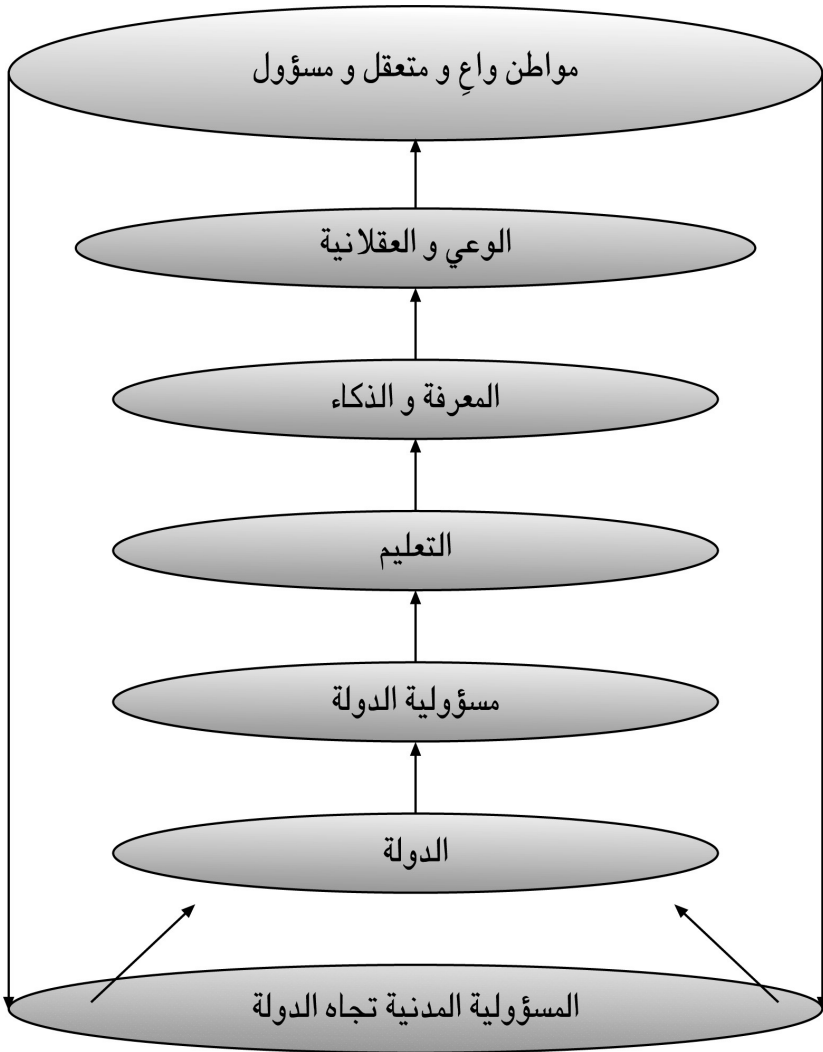 مواطن واعِ و متعقل و مسؤول
الوعي و العقلانية
المعرفة و الذكاء
التعليم
مسؤولية الدولة
الدولة
المسؤولية المدنية تجاه الدولة